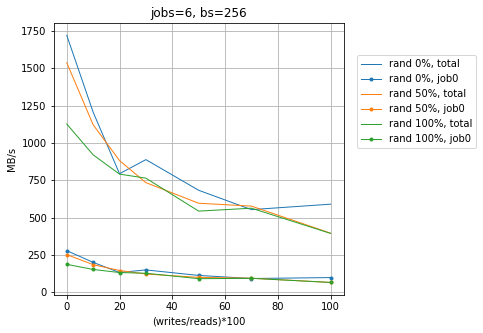 jobs=6, bs=256
1750
1500
1250
1000
750
500
250
0
MB/s
0 20 40 60 80 100
(writes/reads)*100
rand 0%, total
rand 0%, job0
rand 50%, total
rand 50%, job0
rand 100%, total
rand 100%, job0